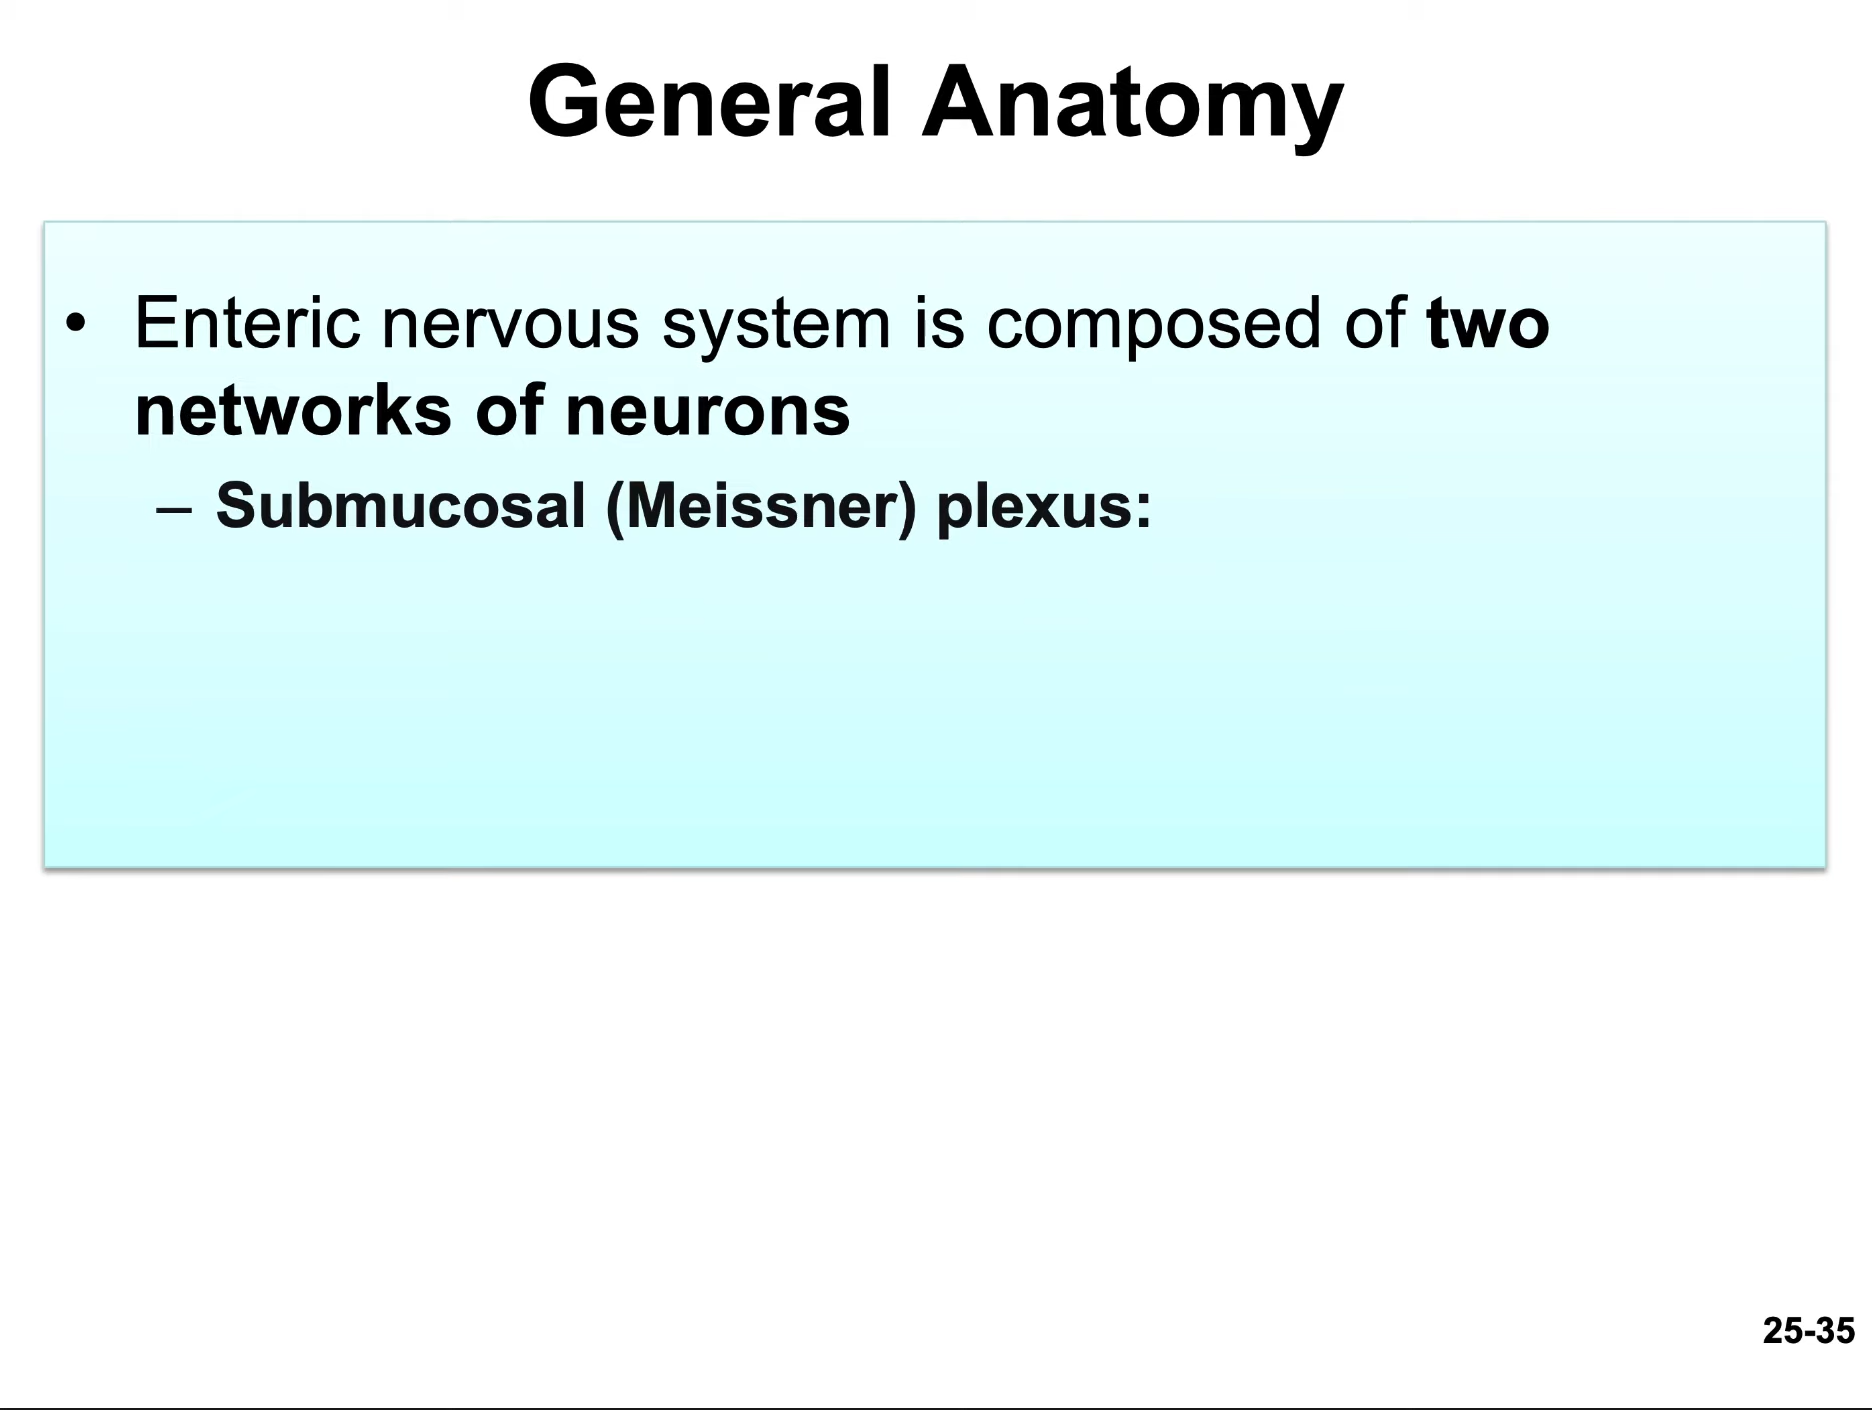 General Anatomy
• Enteric nervous system is composed of two
networks of neurons
– Submucosal (Meissner) plexus:
25-35